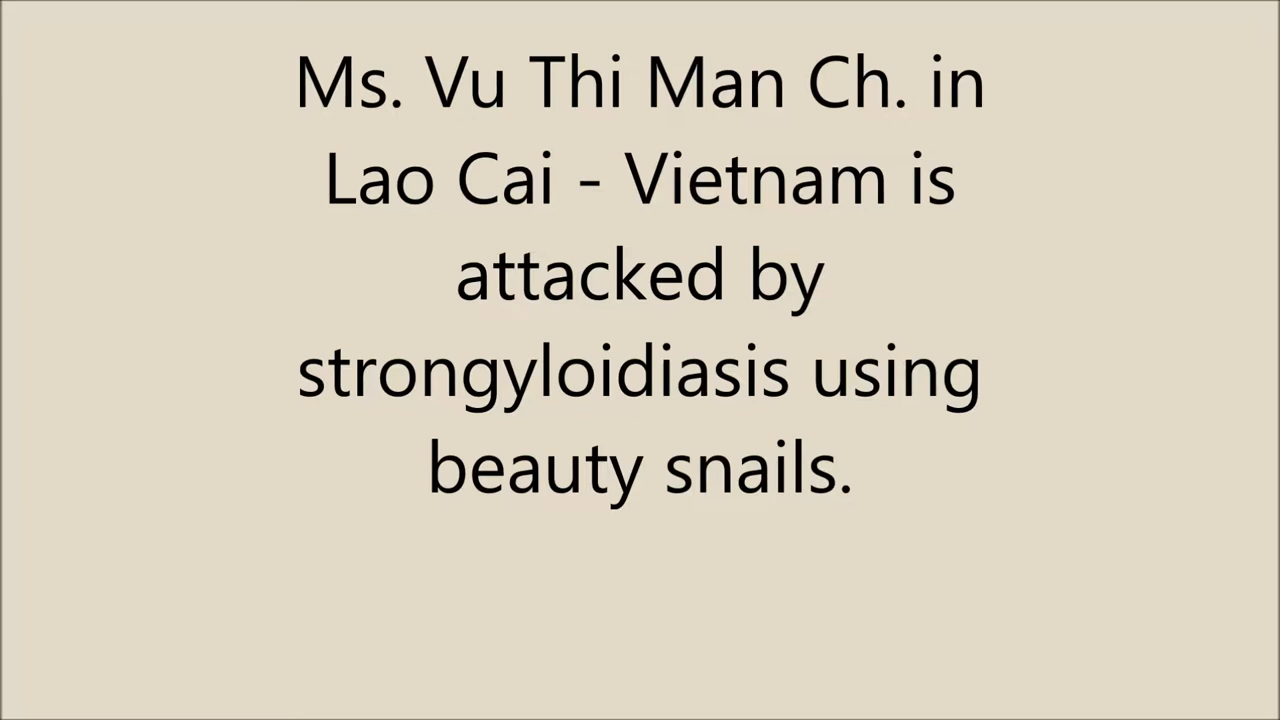 Ms. Vu Thi Man Ch. in
Lao Cai - Vietnam is
attacked by
strongyloidiasis using
beauty snails.